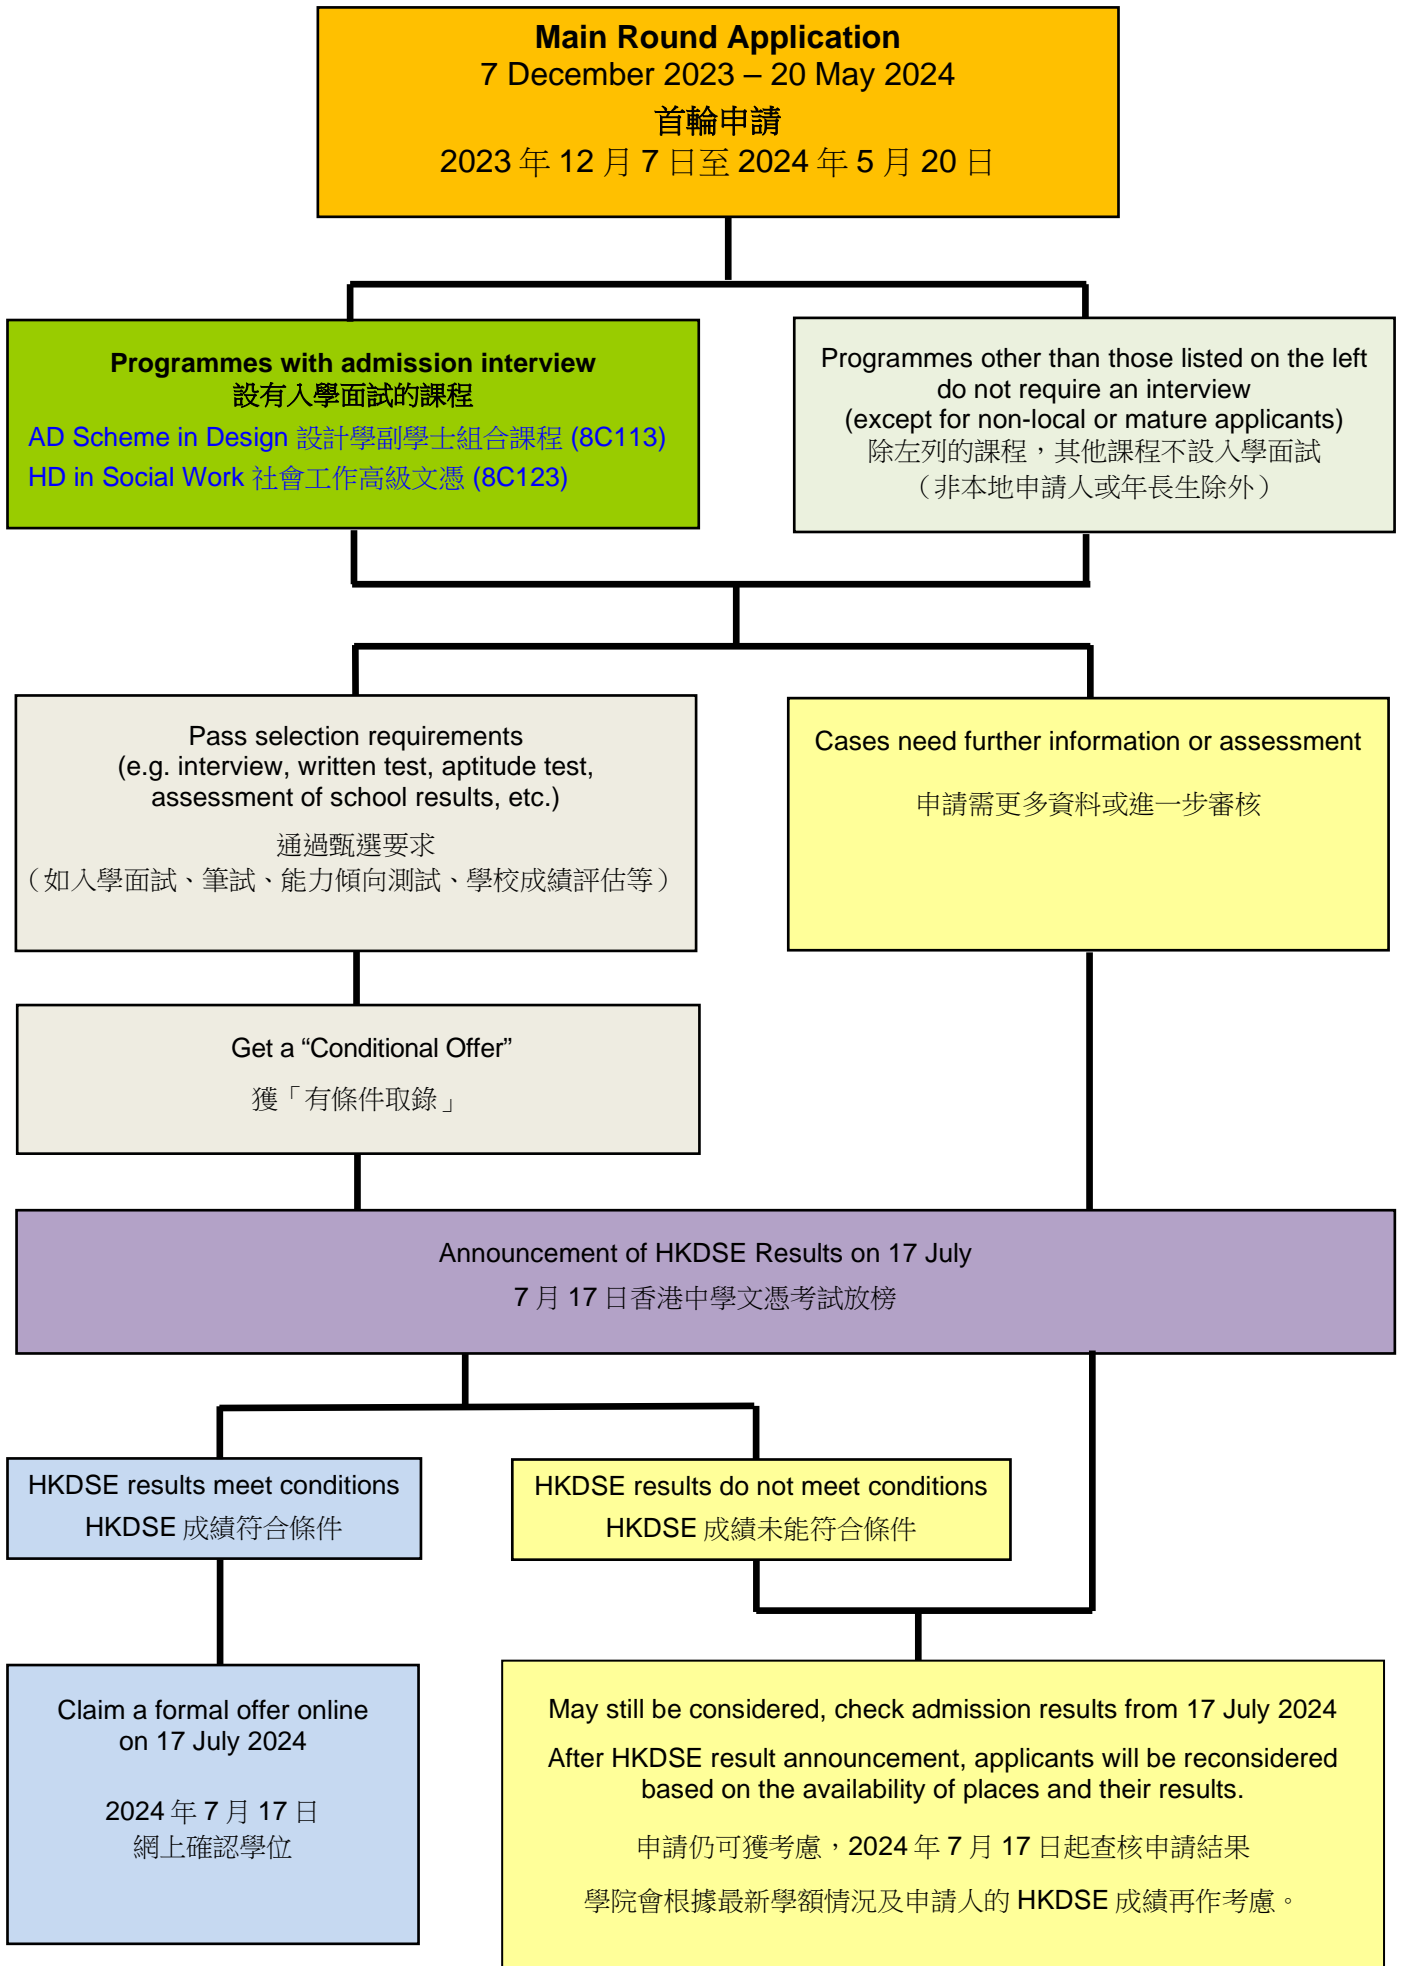 Main Round Application
7 December 2023 – 20 May 2024
首輪申請
2023 年 12 月 7 日至 2024 年 5 月 20 日
Programmes with admission interview
設有入學面試的課程
AD Scheme in Design 設計學副學士組合課程 (8C113)
HD in Social Work 社會工作高級文憑 (8C123)
Programmes other than those listed on the left
do not require an interview
(except for non-local or mature applicants)
除左列的課程，其他課程不設入學面試
（非本地申請人或年長生除外）
Pass selection requirements
(e.g. interview, written test, aptitude test,
assessment of school results, etc.)
通過甄選要求
（如入學面試、筆試、能力傾向測試、學校成績評估等）
Cases need further information or assessment
申請需更多資料或進一步審核
Get a “Conditional Offer”
獲「有條件取錄」
Announcement of HKDSE Results on 17 July
7 月 17 日香港中學文憑考試放榜
HKDSE results meet conditions
HKDSE 成績符合條件
HKDSE results do not meet conditions
HKDSE 成績未能符合條件
Claim a formal offer online
on 17 July 2024
2024 年 7 月 17 日
網上確認學位
May still be considered, check admission results from 17 July 2024
After HKDSE result announcement, applicants will be reconsidered
based on the availability of places and their results.
申請仍可獲考慮，2024 年 7 月 17 日起查核申請結果
學院會根據最新學額情況及申請人的 HKDSE 成績再作考慮。